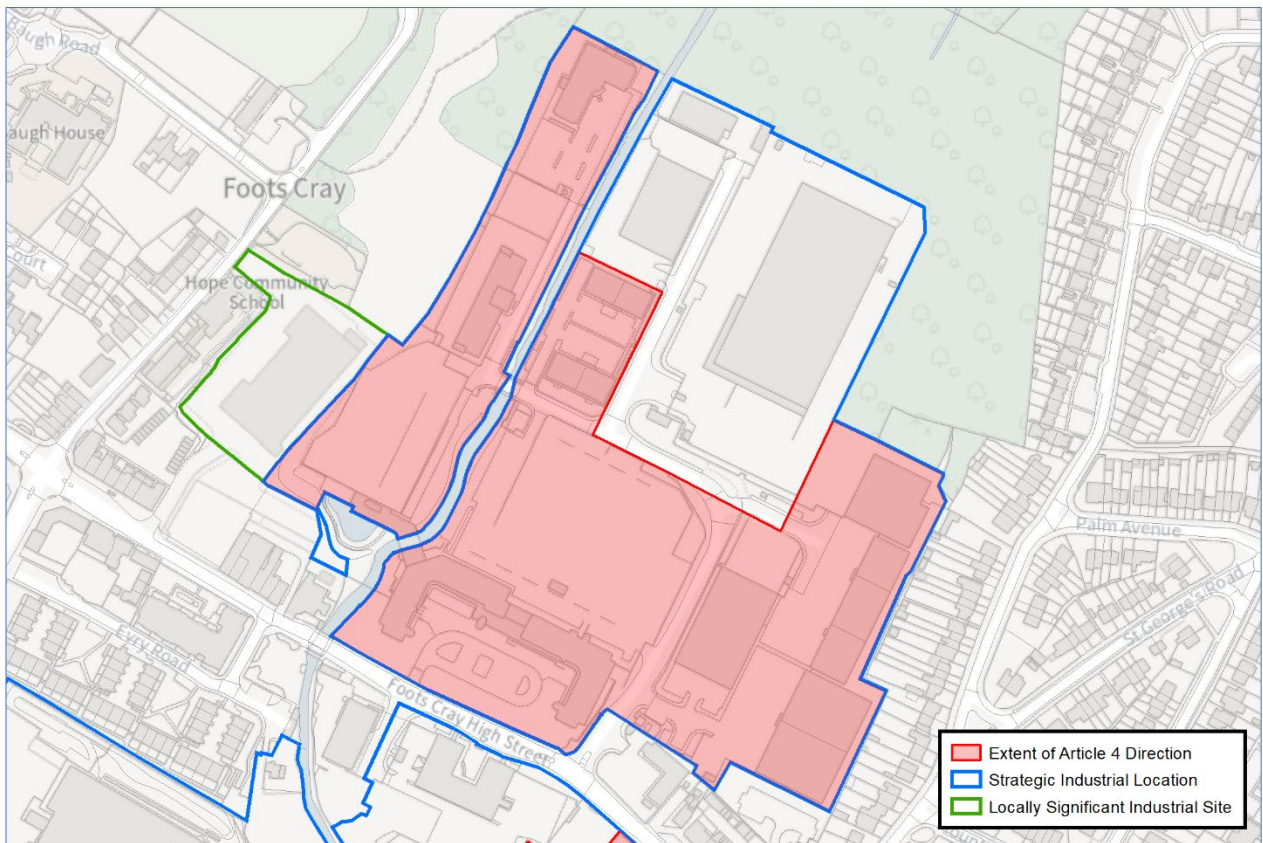 Baugh Road
augh House
Foots Cray
Court
Hope Community
School
Palm Avenue
St George's Road
Evry Road
Foots Cray High Street
Extent of Article 4 Direction
Strategic Industrial Location
Locally Significant Industrial Site